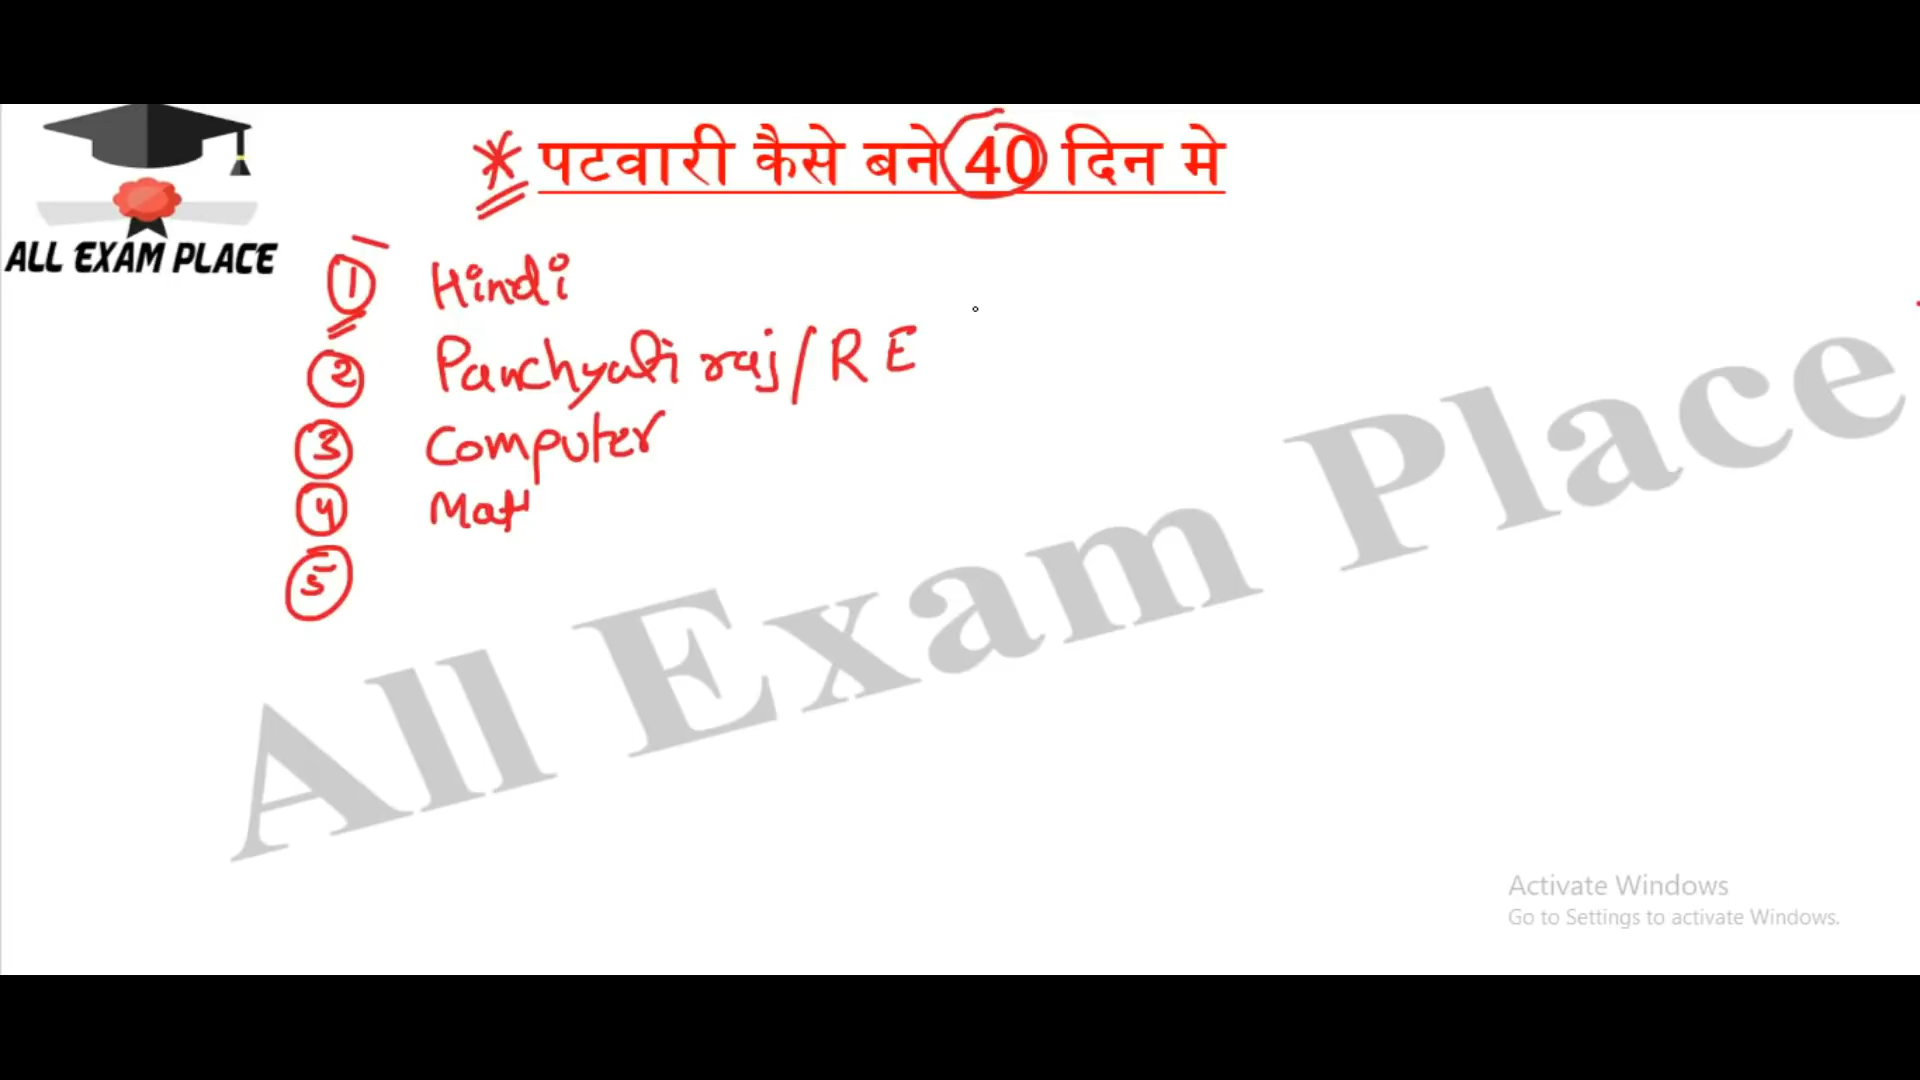 * पटवारी कैसे बने 40 दिन मे
ALL EXAM PLACE
1 Hindi
2 Panchyati raj/RE
3 Computer
4 Mat
5
All Exam Place
Activate Windows
Go to Settings to activate Windows.